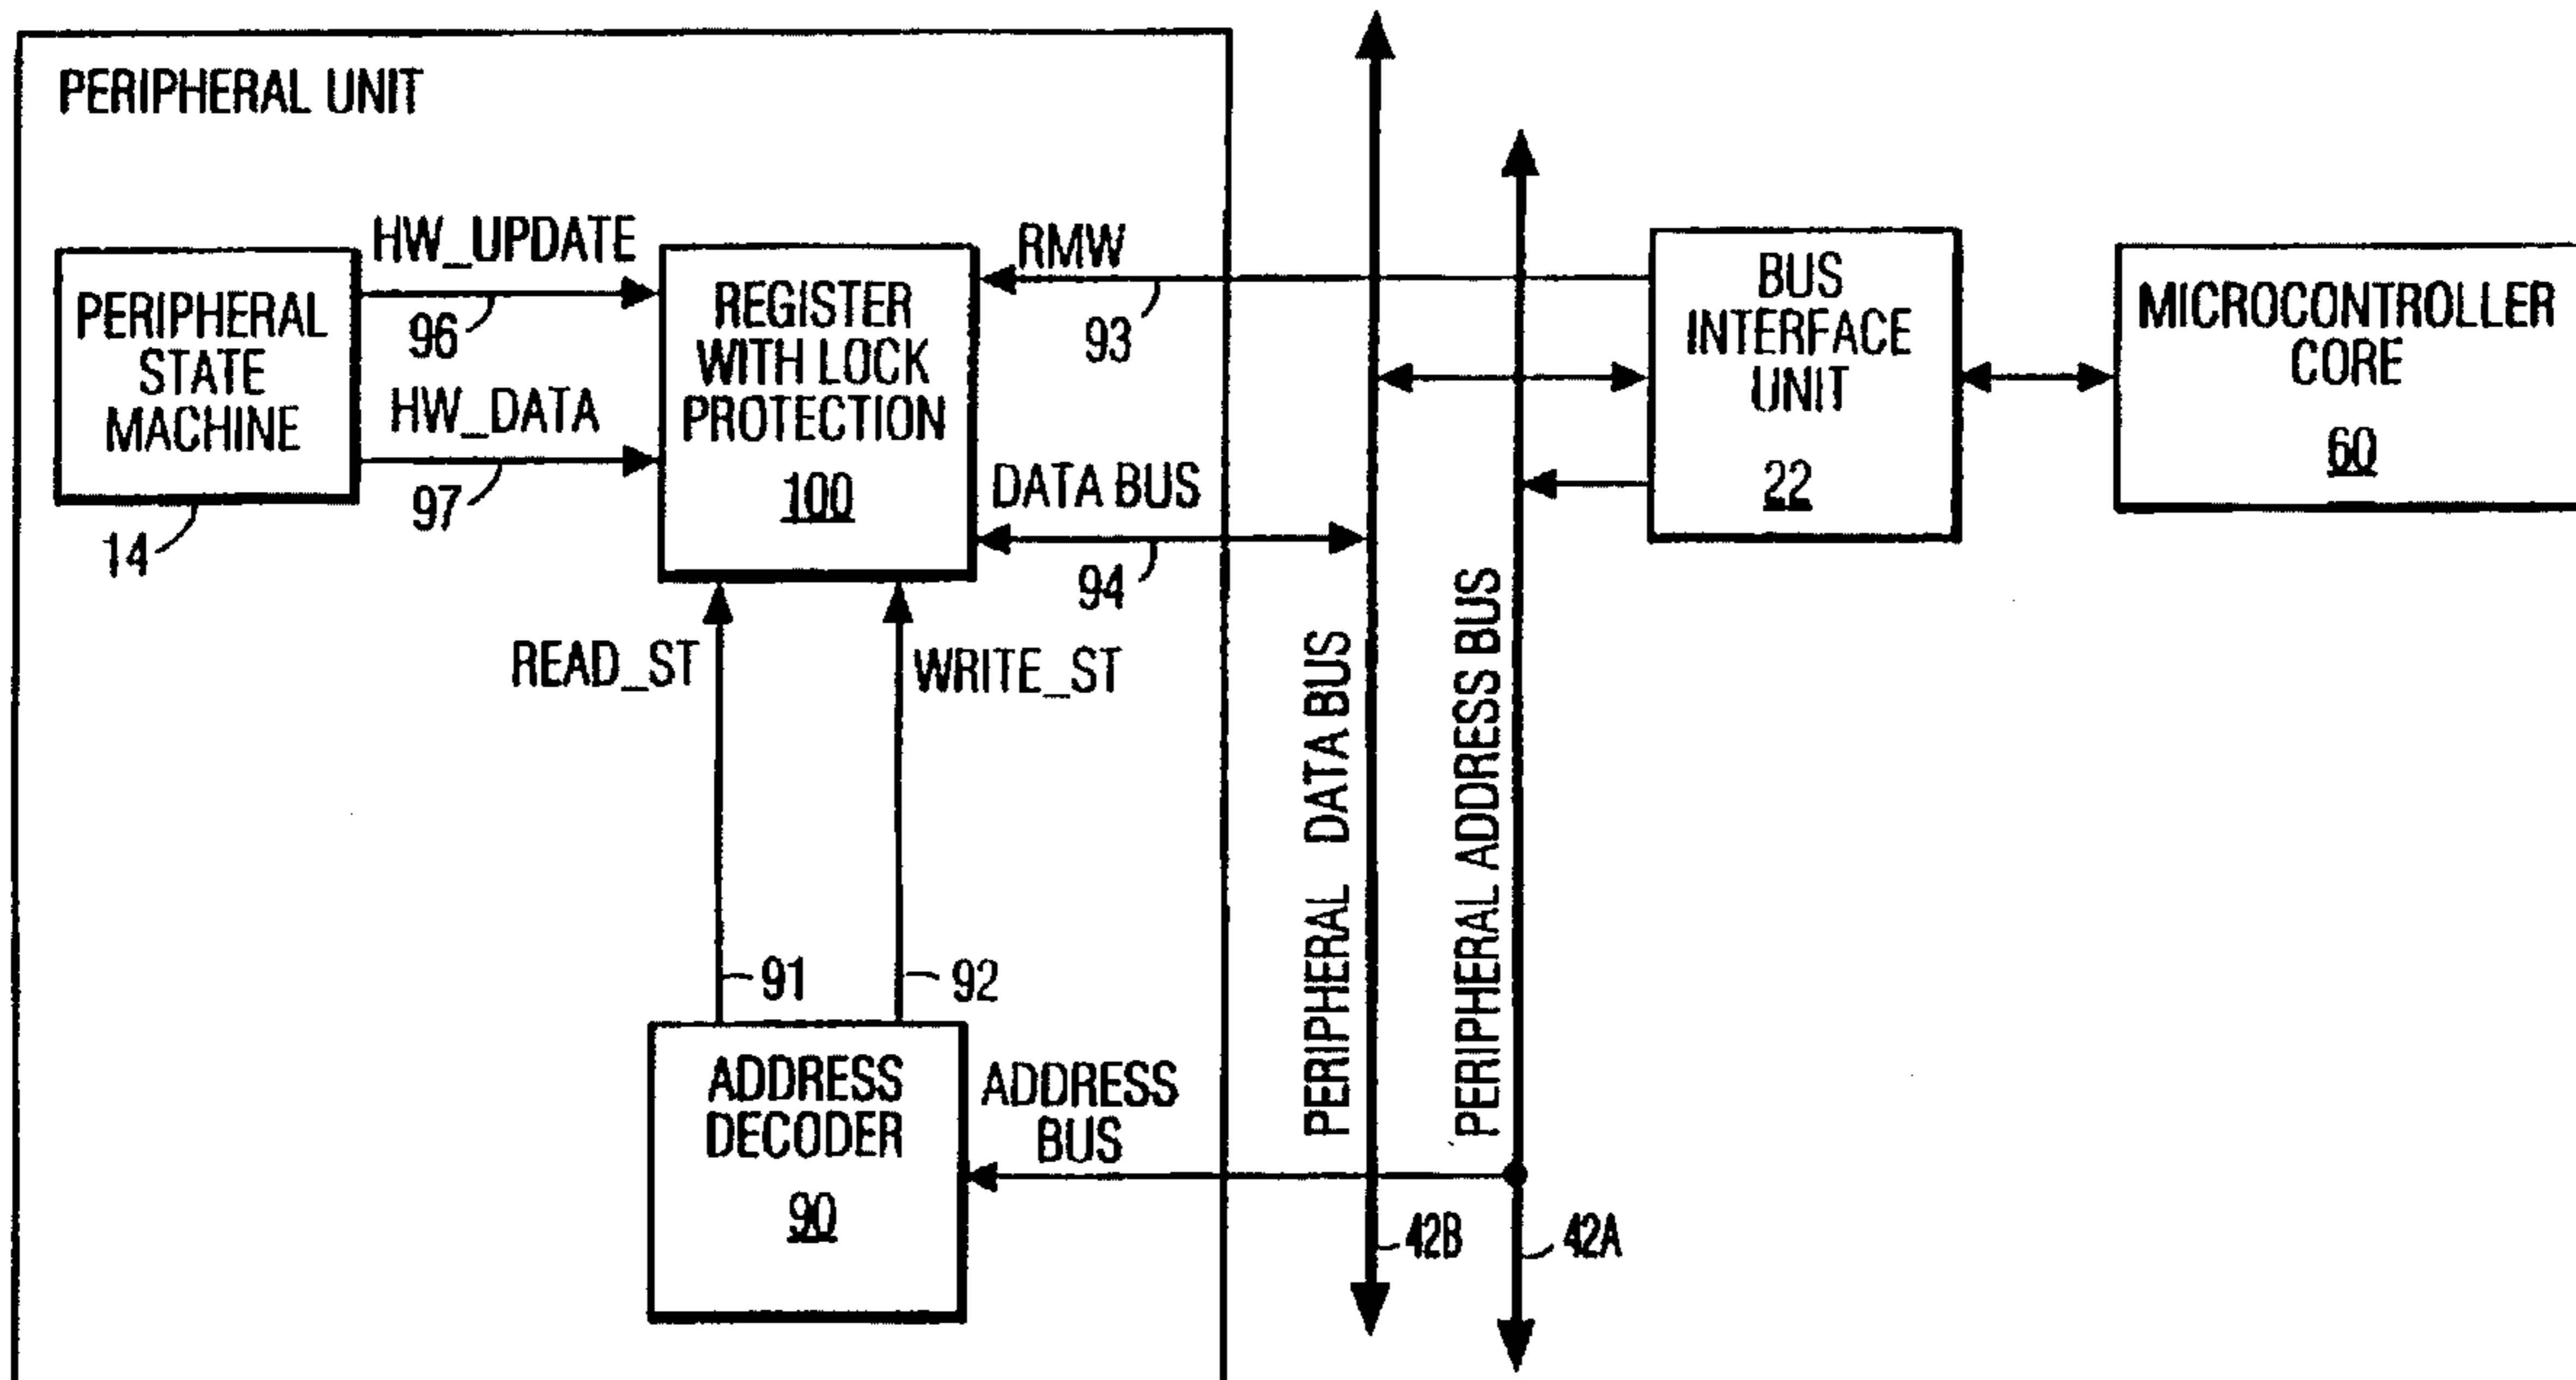 PERIPHERAL UNIT
PERIPHERAL
STATE
MACHINE
14
HW_UPDATE
96
HW_DATA
97
REGISTER
WITH LOCK
PROTECTION
100
RMW
93
DATA BUS
94
READ_ST
WRITE_ST
91
92
ADDRESS
DECODER
90
ADDRESS
BUS
PERIPHERAL DATA BUS
PERIPHERAL ADDRESS BUS
42B
42A
BUS
INTERFACE
UNIT
22
MICROCONTROLLER
CORE
60